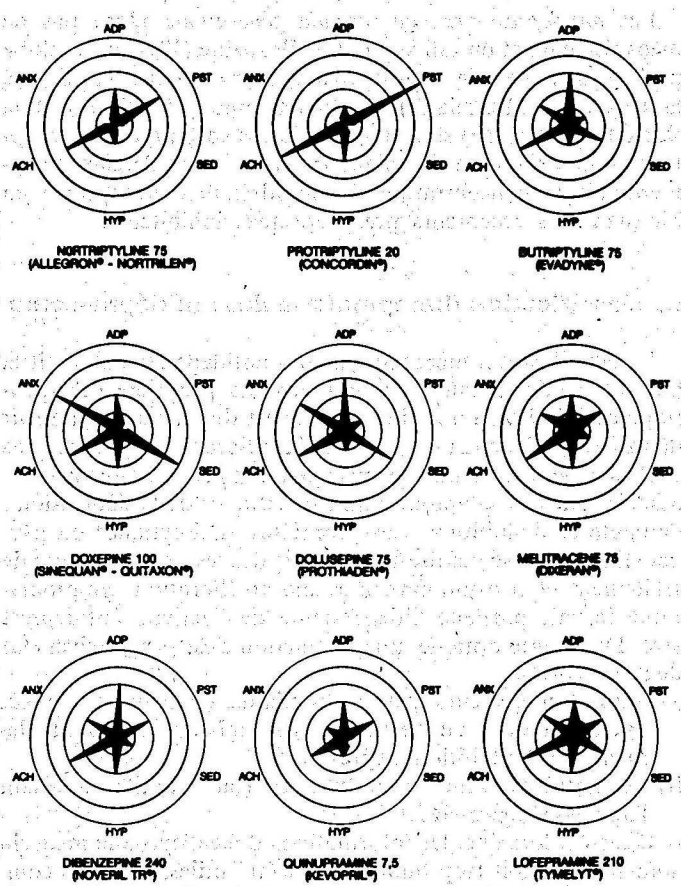 ADP
ADP
ADP
ANX
PST
ANX
PST
ANX
PST
ACH
SED
ACH
SED
ACH
SED
HYP
HYP
HYP
NORTRIPTYLINE 75
(ALLEGRON® - NORTRILEN®)
PROTRIPTYLINE 20
(CONCORDIN®)
BUTRIPTYLINE 75
(EVADYNE®)
ADP
ADP
ADP
ANX
PST
ANX
PST
ANX
PST
ACH
SED
ACH
SED
ACH
SED
HYP
HYP
HYP
DOXEPINE 100
(SINEQUAN® - QUITAXON®)
DOLUSEPINE 75
(PROTHIADEN®)
MELITRACENE 75
(DIXERAN®)
ADP
ADP
ADP
ANX
PST
ANX
PST
ANX
PST
ACH
SED
ACH
SED
ACH
SED
HYP
HYP
HYP
DIBENZEPINE 240
(NOVERIL TR®)
QUINUPRAMINE 7,5
(KEVOPRIL®)
LOFEPRAMINE 210
(TYMELYT®)